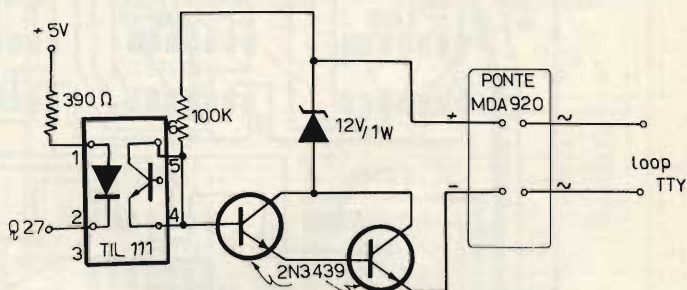 +5V
390 Ω
1
2
3
6
5
4
TIL 111
100K
12V/1W
2N3439
PONTE
MDA 920
+
-
~
~
loop
TTY
27